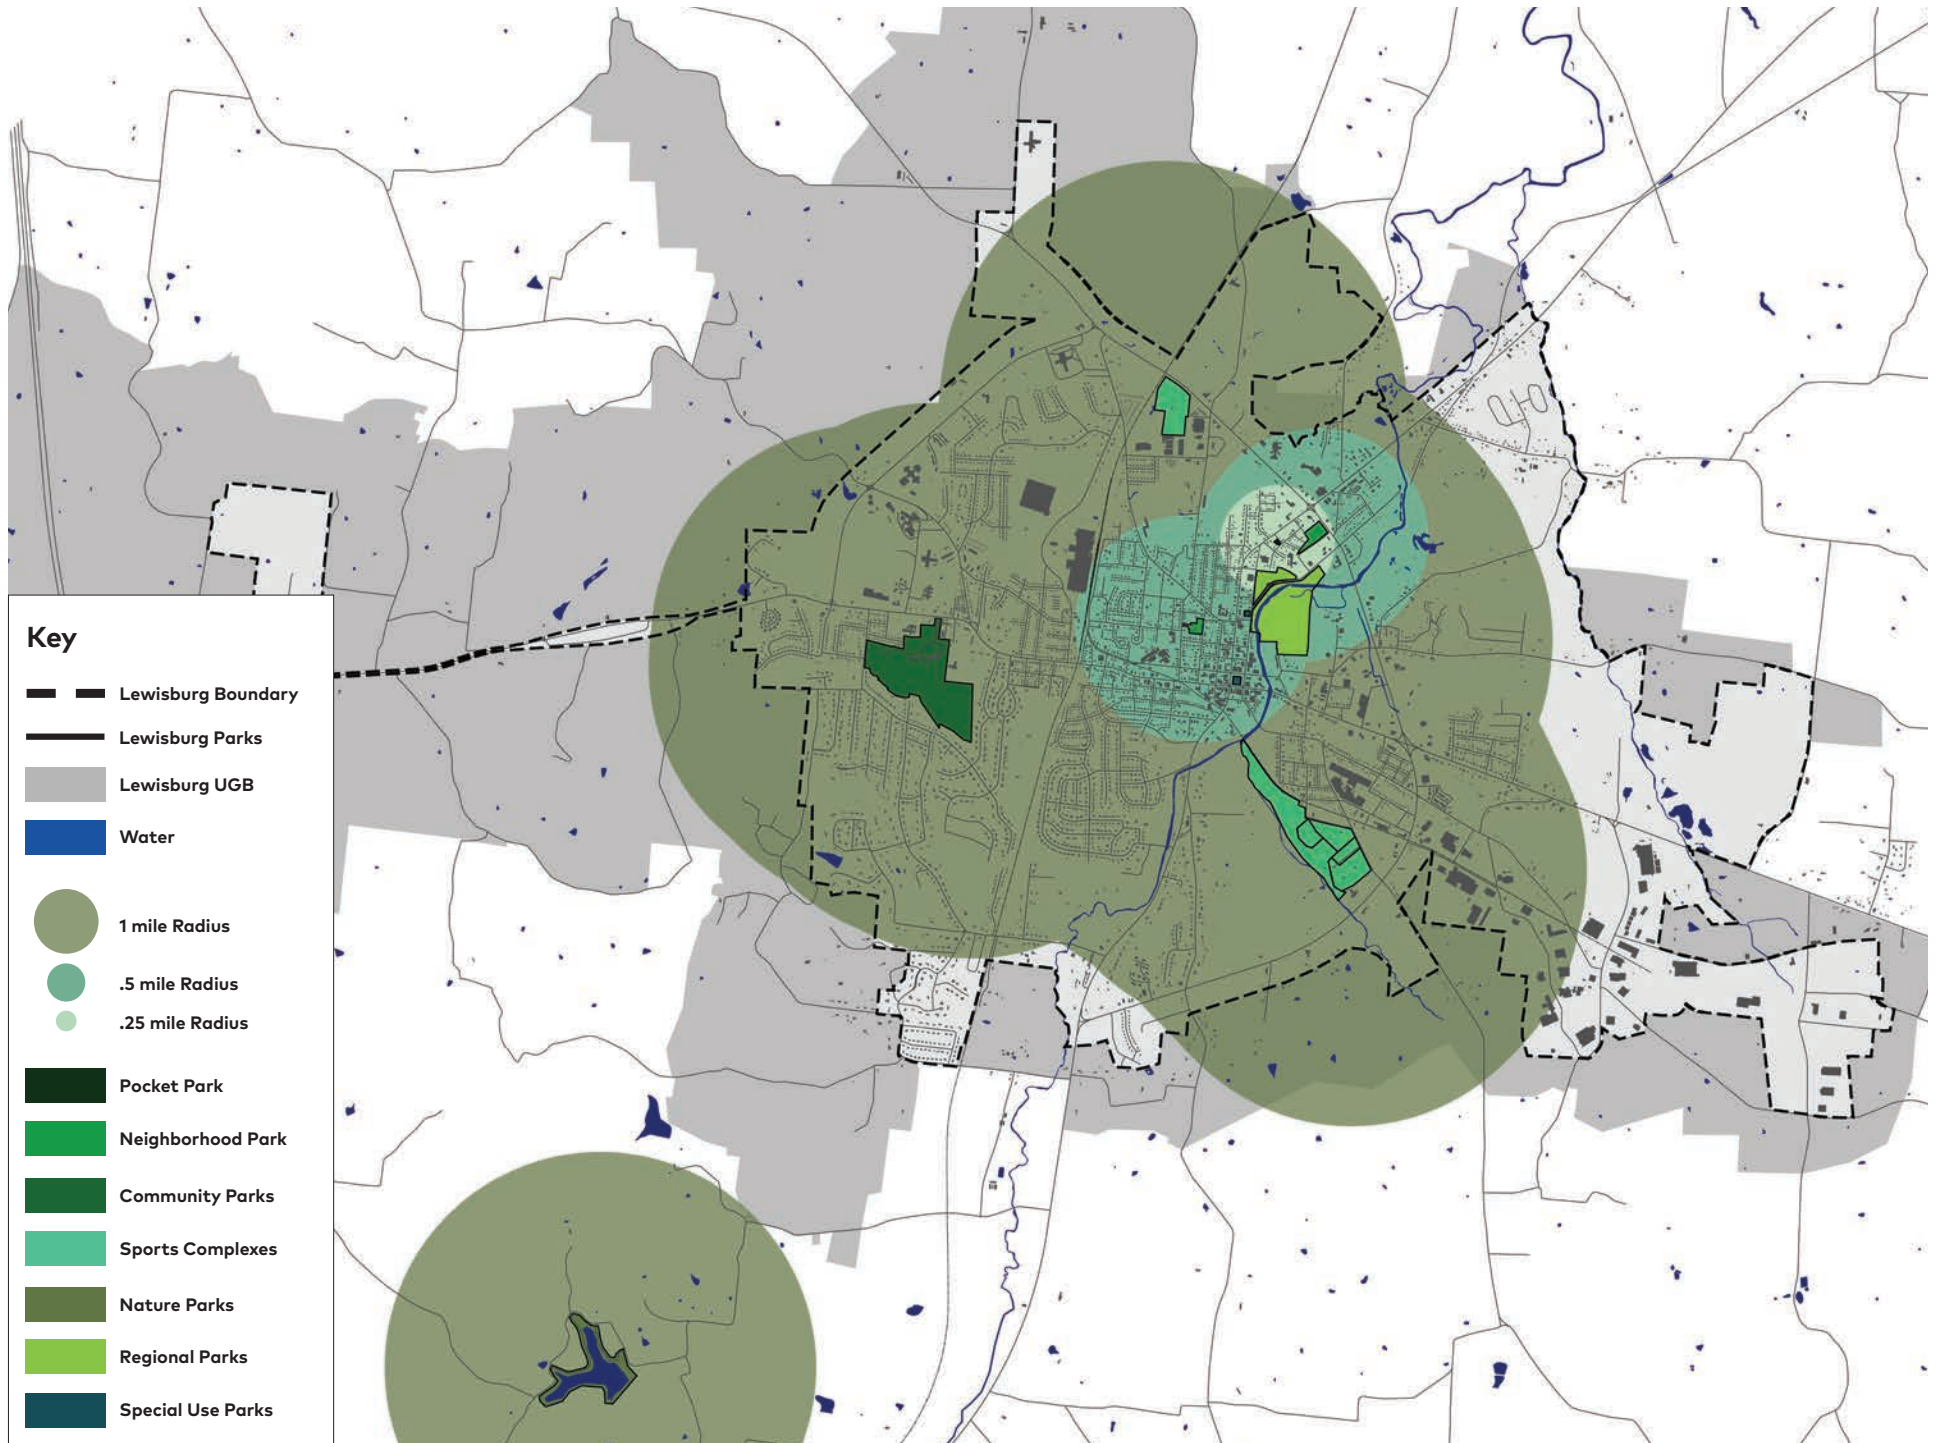 Key
Lewisburg Boundary
Lewisburg Parks
Lewisburg UGB
Water
1 mile Radius
.5 mile Radius
.25 mile Radius
Pocket Park
Neighborhood Park
Community Parks
Sports Complexes
Nature Parks
Regional Parks
Special Use Parks